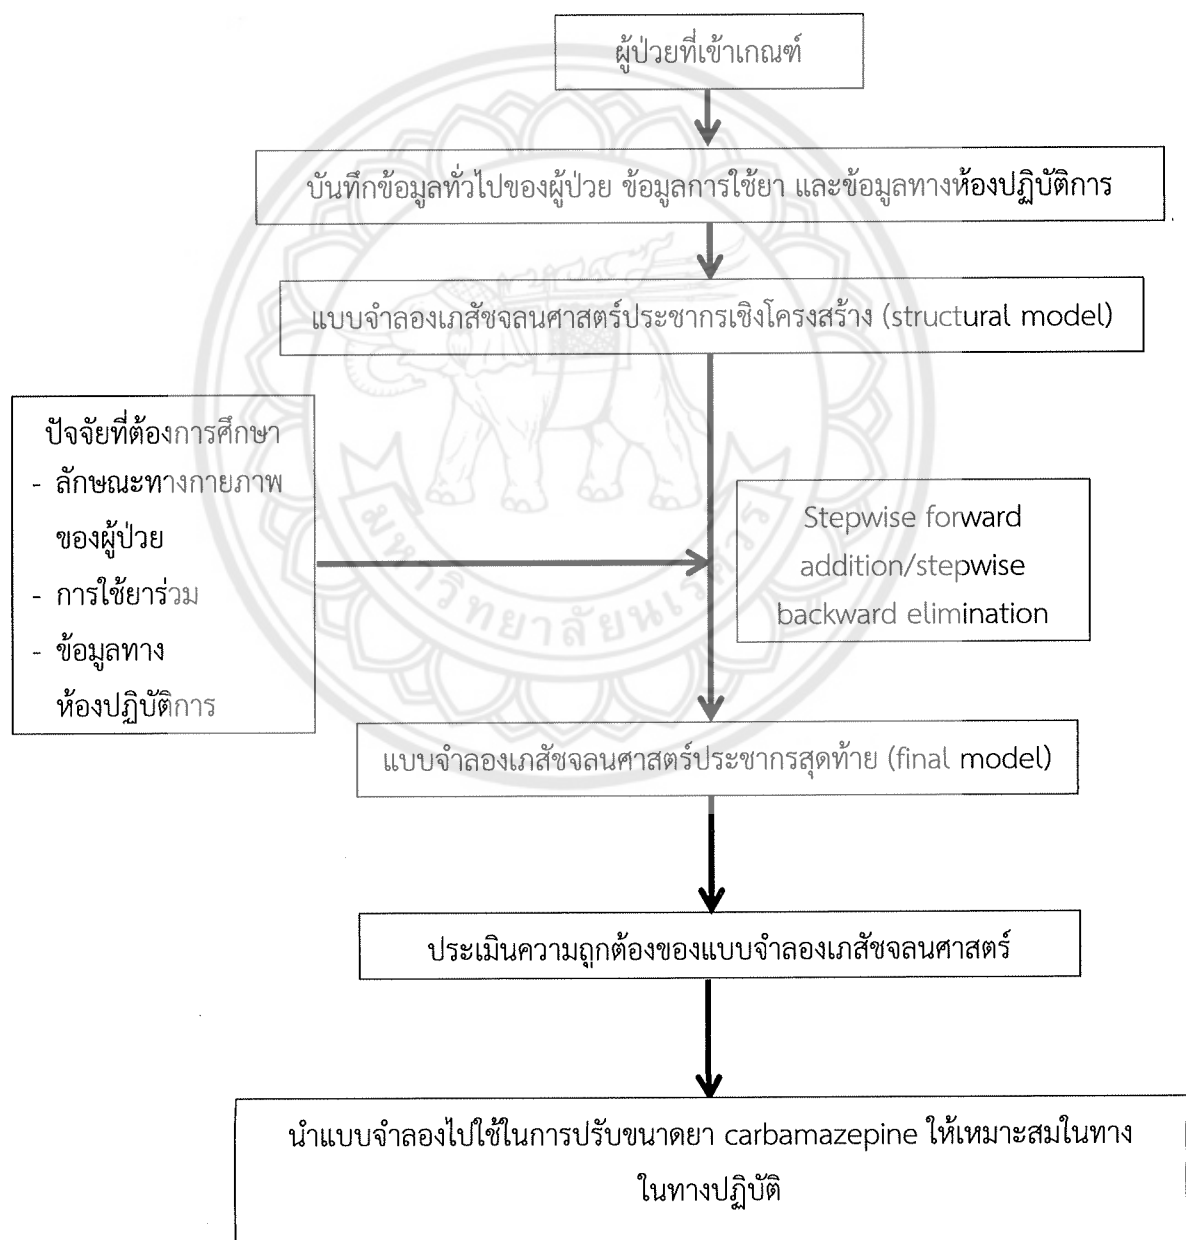 ผู้ป่วยที่เข้าเกณฑ์
บันทึกข้อมูลทั่วไปของผู้ป่วย ข้อมูลการใช้ยา และข้อมูลทางห้องปฏิบัติการ
แบบจำลองเภสัชจลนศาสตร์ประชากรเชิงโครงสร้าง (structural model)
ปัจจัยที่ต้องการศึกษา
- ลักษณะทางกายภาพ
ของผู้ป่วย
- การใช้ยาร่วม
- ข้อมูลทาง
ห้องปฏิบัติการ
Stepwise forward
addition/stepwise
backward elimination
มหาวิทยาลัยนเรศวร
แบบจำลองเภสัชจลนศาสตร์ประชากรสุดท้าย (final model)
ประเมินความถูกต้องของแบบจำลองเภสัชจลนศาสตร์
นำแบบจำลองไปใช้ในการปรับขนาดยา carbamazepine ให้เหมาะสมในทาง
ในทางปฏิบัติ